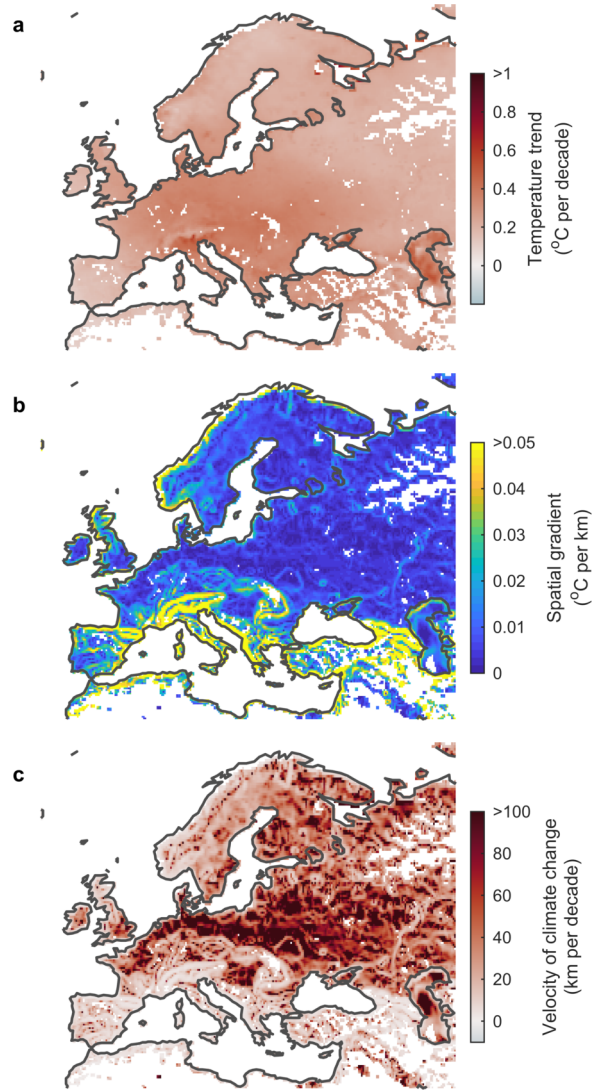 a
>1
0.8
0.6
0.4
0.2
0
Temperature trend
(°C per decade)
b
>0.05
0.04
0.03
0.02
0.01
0
Spatial gradient
(°C per km)
c
>100
80
60
40
20
0
Velocity of climate change
(km per decade)